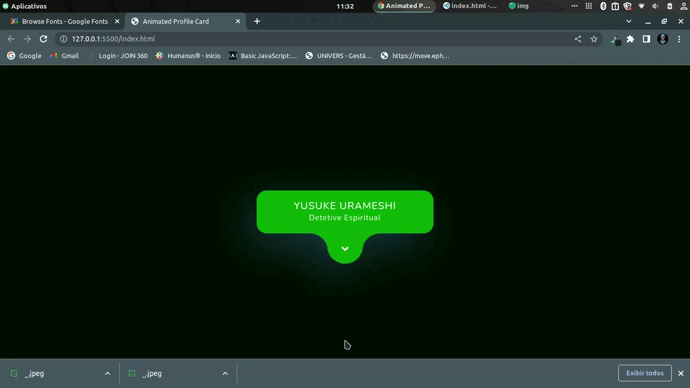 Aplicativos
11:32
Animated P...
index.html -...
img
Browse Fonts - Google Fonts
Animated Profile Card
127.0.0.1:5500/index.html
Google
Gmail
Login - JOIN 360
Humanus® - Início
Basic JavaScript:...
UNIVERS - Gestã...
https://move.eph...
YUSUKE URAMESHI
Detetive Espiritual
_.jpeg
_.jpeg
Exibir todos